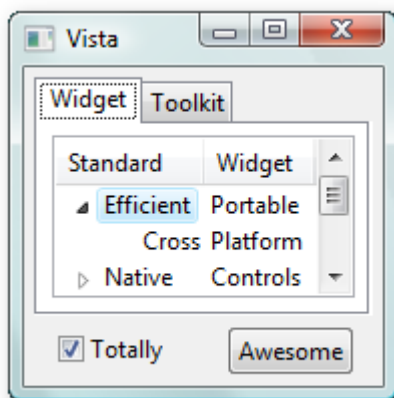 Vista
Widget Toolkit
Standard Widget
Efficient Portable
Cross Platform
Native Controls
Totally Awesome